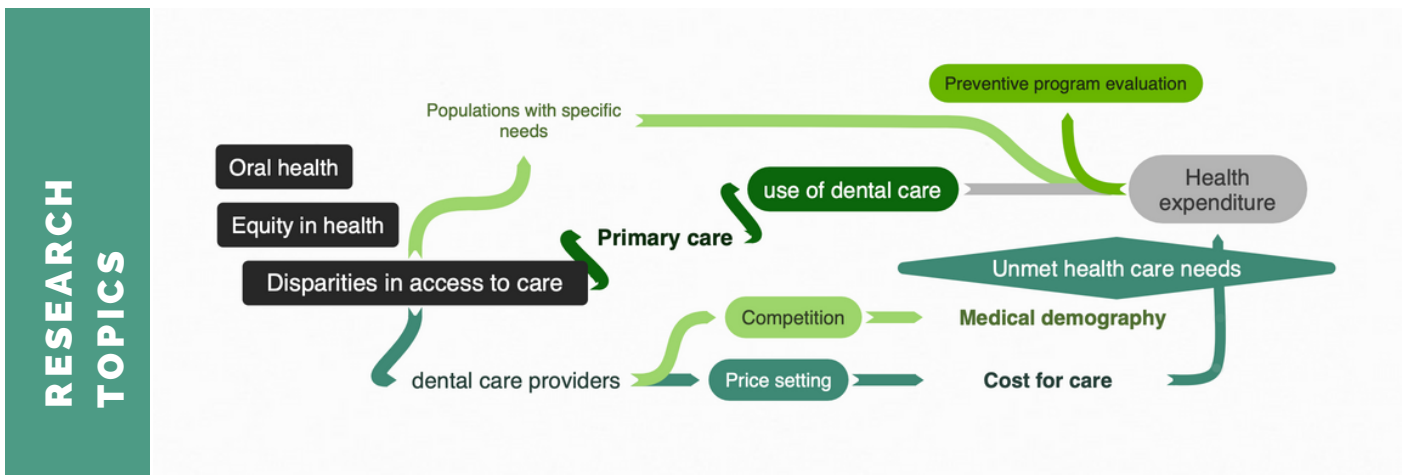 RESEARCH
TOPICS
Preventive program evaluation
Populations with specific
needs
Oral health
use of dental care
Health
expenditure
Equity in health
Primary care
Disparities in access to care
Unmet health care needs
Competition
Medical demography
dental care providers
Price setting
Cost for care